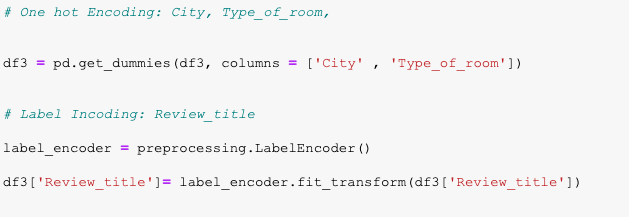 # One hot Encoding: City, Type_of_room,
df3 = pd.get_dummies(df3, columns = ['City' , 'Type_of_room'])
# Label Incoding: Review_title
label_encoder = preprocessing.LabelEncoder()
df3['Review_title']= label_encoder.fit_transform(df3['Review_title'])